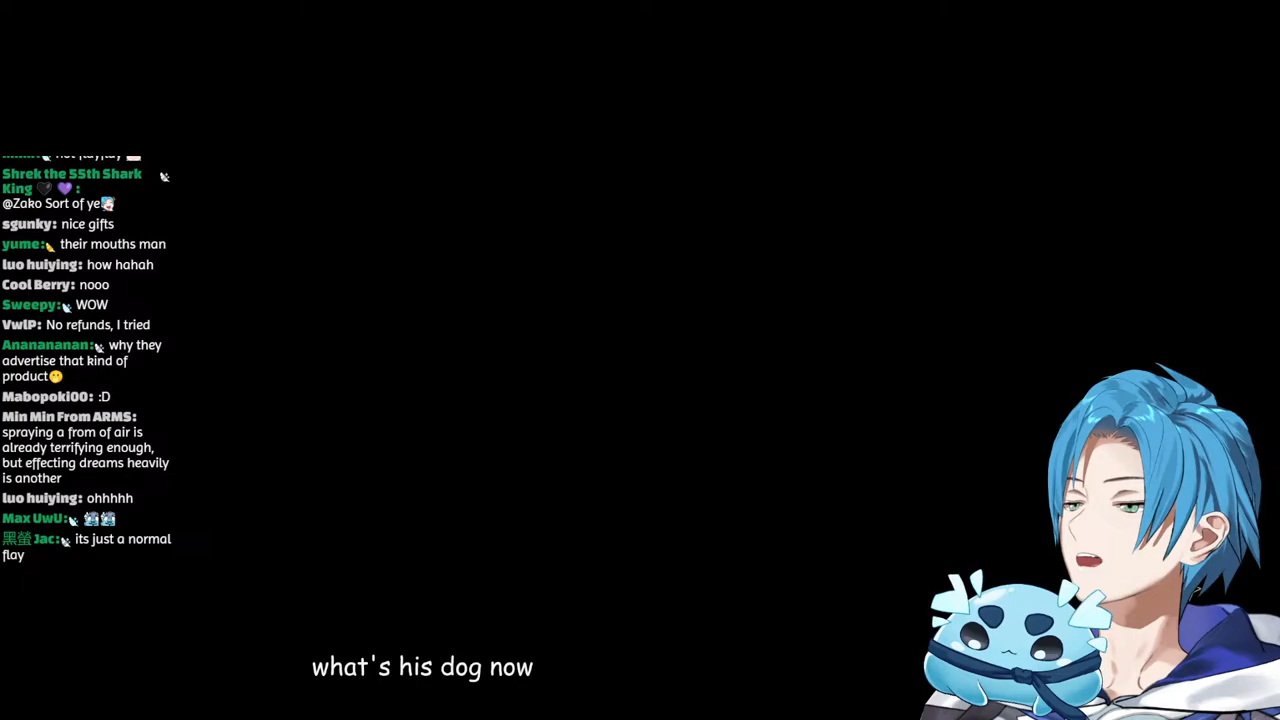 Shrek the 55th Shark
King 🖤 💜 :
@Zako Sort of ye
sgunky: nice gifts
yume: their mouths man
luo huiying: how hahah
Cool Berry: nooo
Sweepy: WOW
VwlP: No refunds, I tried
Ananananan: why they
advertise that kind of
product🤭
Mabopoki00: :D
Min Min From ARMS:
spraying a from of air is
already terrifying enough,
but effecting dreams heavily
is another
luo huiying: ohhhhh
Max UwU:
黑螢 Jac: its just a normal
flay
what's his dog now